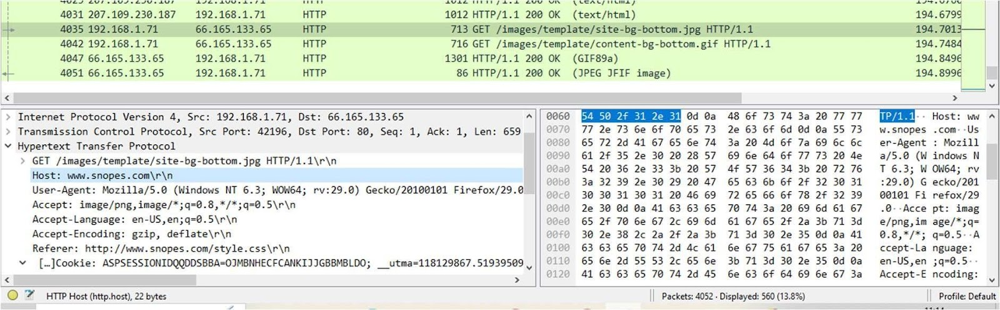 4031 207.109.230.187 192.168.1.71 HTTP 1012 HTTP/1.1 200 OK (text/html) 194.6799
4035 192.168.1.71 66.165.133.65 HTTP 713 GET /images/template/site-bg-bottom.jpg HTTP/1.1 194.7013
4042 192.168.1.71 66.165.133.65 HTTP 716 GET /images/template/content-bg-bottom.gif HTTP/1.1 194.7484
4047 66.165.133.65 192.168.1.71 HTTP 1301 HTTP/1.1 200 OK (GIF89a) 194.8496
4051 66.165.133.65 192.168.1.71 HTTP 86 HTTP/1.1 200 OK (JPEG JFIF image) 194.8996
Internet Protocol Version 4, Src: 192.168.1.71, Dst: 66.165.133.65
Transmission Control Protocol, Src Port: 42196, Dst Port: 80, Seq: 1, Ack: 1, Len: 659
Hypertext Transfer Protocol
GET /images/template/site-bg-bottom.jpg HTTP/1.1\r\n
Host: www.snopes.com\r\n
User-Agent: Mozilla/5.0 (Windows NT 6.3; WOW64; rv:29.0) Gecko/20100101 Firefox/29.0
Accept: image/png,image/*;q=0.8,*/*;q=0.5\r\n
Accept-Language: en-US,en;q=0.5\r\n
Accept-Encoding: gzip, deflate\r\n
Referer: http://www.snopes.com/style.css\r\n
[…]Cookie: ASPSESSIONIDQQDDSBBA=OJMBNHECFCANKIJJGBBMBLDO; __utma=118129867.51939509
0060 54 50 2f 31 2e 31 0d 0a 48 6f 73 74 3a 20 77 77 TP/1.1·· Host: ww
0070 77 2e 73 6e 6f 70 65 73 2e 63 6f 6d 0d 0a 55 73 w.snopes .com··Us
0080 65 72 2d 41 67 65 6e 74 3a 20 4d 6f 7a 69 6c 6c er-Agent : Mozill
0090 61 2f 35 2e 30 20 28 57 69 6e 64 6f 77 73 20 4e a/5.0 (W indows N
00a0 54 20 36 2e 33 3b 20 57 4f 57 36 34 3b 20 72 76 T 6.3; W OW64; rv
00b0 3a 32 39 2e 30 29 20 47 65 63 6b 6f 2f 32 30 31 :29.0) G ecko/201
00c0 30 30 31 30 31 20 46 69 72 65 66 6f 78 2f 32 39 00101 Fi refox/29
00d0 2e 30 0d 0a 41 63 63 65 70 74 3a 20 69 6d 61 67 .0··Acce pt: imag
00e0 65 2f 70 6e 67 2c 69 6d 61 67 65 2f 2a 3b 71 3d e/png,im age/*;q=
00f0 30 2e 38 2c 2a 2f 2a 3b 71 3d 30 2e 35 0d 0a 41 0.8,*/*; q=0.5··A
0100 63 63 65 70 74 2d 4c 61 6e 67 75 61 67 65 3a 20 ccept-La nguage:
0110 65 6e 2d 55 53 2c 65 6e 3b 71 3d 30 2e 35 0d 0a en-US,en ;q=0.5··
0120 41 63 63 65 70 74 2d 45 6e 63 6f 64 69 6e 67 3a Accept-E ncoding:
HTTP Host (http.host), 22 bytes
Packets: 4052 · Displayed: 560 (13.8%)
Profile: Default